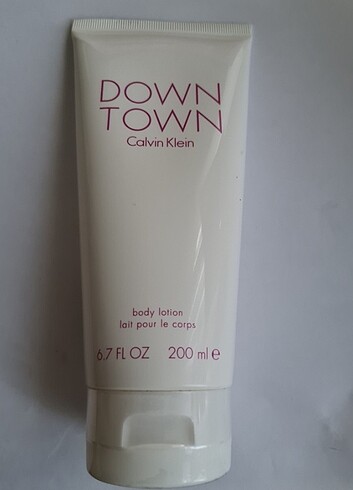 DOWN
TOWN
Calvin Klein
body lotion
lait pour le corps
6.7 FL OZ 200 ml ℮